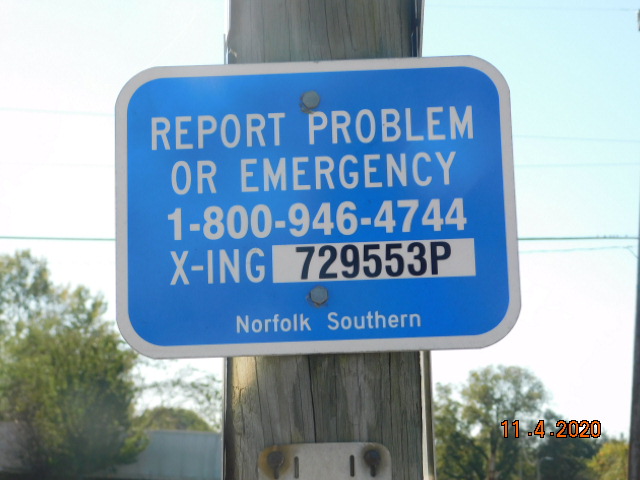 REPORT PROBLEM
OR EMERGENCY
1-800-946-4744
X-ING 729553P
Norfolk Southern
11.4.2020